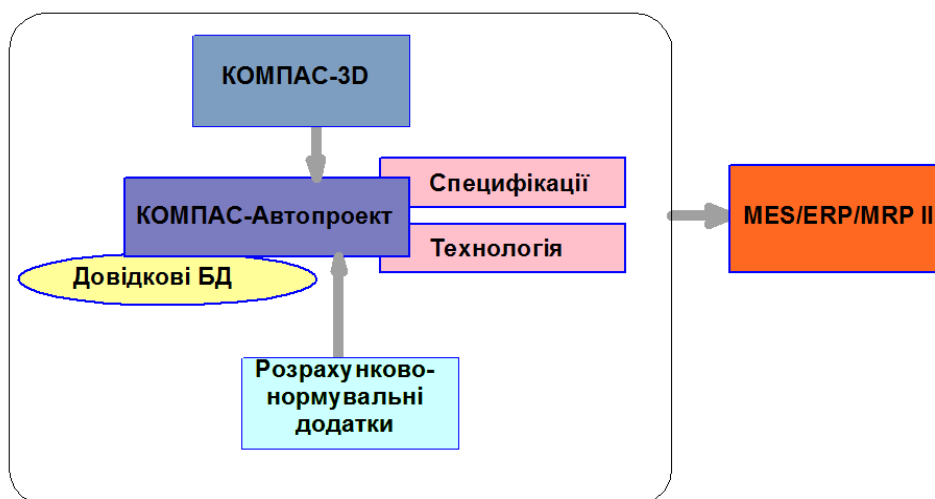 КОМПАС-3D
Специфікації
КОМПАС-Автопроект
MES/ERP/MRP II
Технологія
Довідкові БД
Розрахунково-
нормувальні
додатки